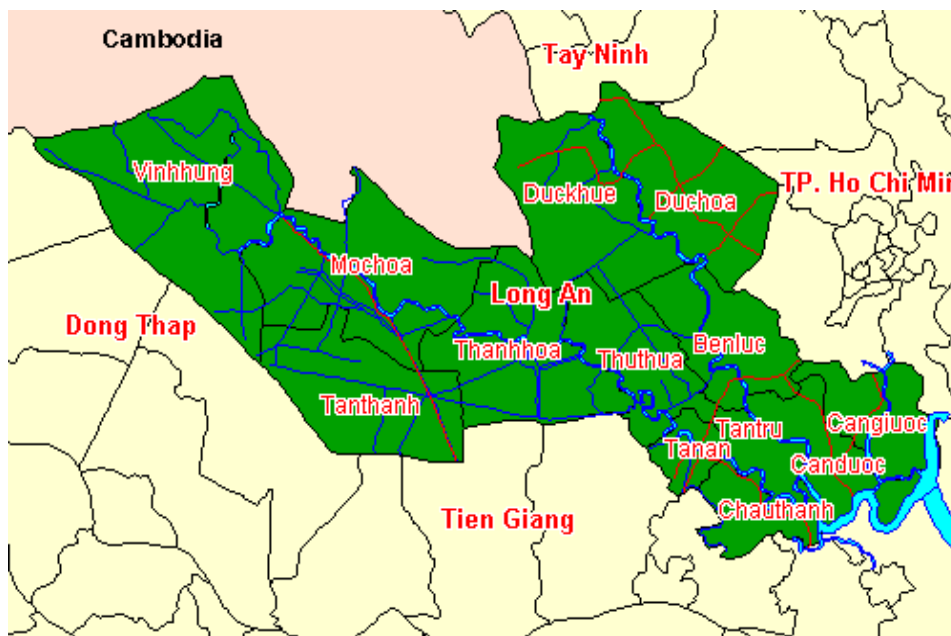 Cambodia
Tay Ninh
Vinhhung
Duckhue
Duchoa
TP. Ho Chi Mi
Mochoa
Long An
Dong Thap
Thanhhoa
Thuthua
Benluc
Tanthanh
Tanan
Tantru
Cangiuoc
Canduoc
Chauthanh
Tien Giang